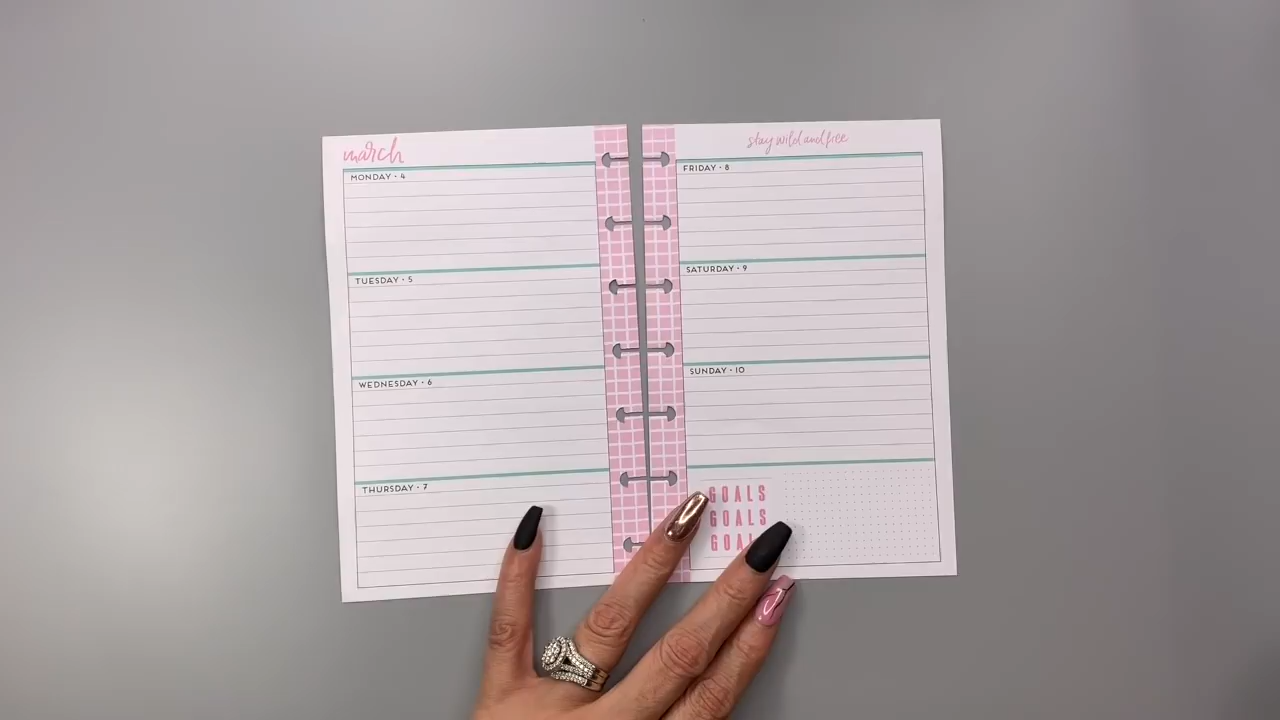 march
MONDAY • 4
TUESDAY • 5
WEDNESDAY • 6
THURSDAY • 7
stay wild and free
FRIDAY • 8
SATURDAY • 9
SUNDAY • 10
GOALS
GOALS
GOA